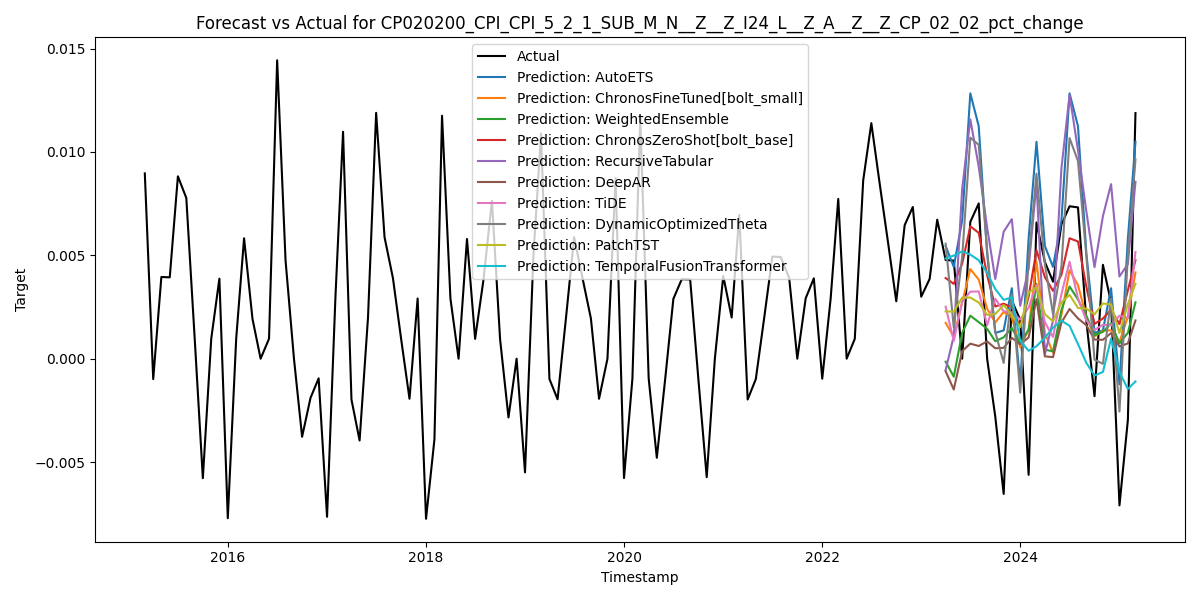 Forecast vs Actual for CP020200_CPI_CPI_5_2_1_SUB_M_N__Z__Z_I24_L__Z_A__Z__Z_CP_02_02_pct_change
Actual
Prediction: AutoETS
Prediction: ChronosFineTuned[bolt_small]
Prediction: WeightedEnsemble
Prediction: ChronosZeroShot[bolt_base]
Prediction: RecursiveTabular
Prediction: DeepAR
Prediction: TiDE
Prediction: DynamicOptimizedTheta
Prediction: PatchTST
Prediction: TemporalFusionTransformer
0.015
0.010
0.005
0.000
−0.005
Target
2016
2018
2020
2022
2024
Timestamp